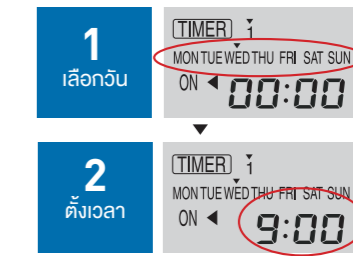 1
เลือกวัน
TIMER 1
MON TUE WED THU FRI SAT SUN
ON 00:00
2
ตั้งเวลา
TIMER 1
MON TUE WED THU FRI SAT SUN
ON 9:00